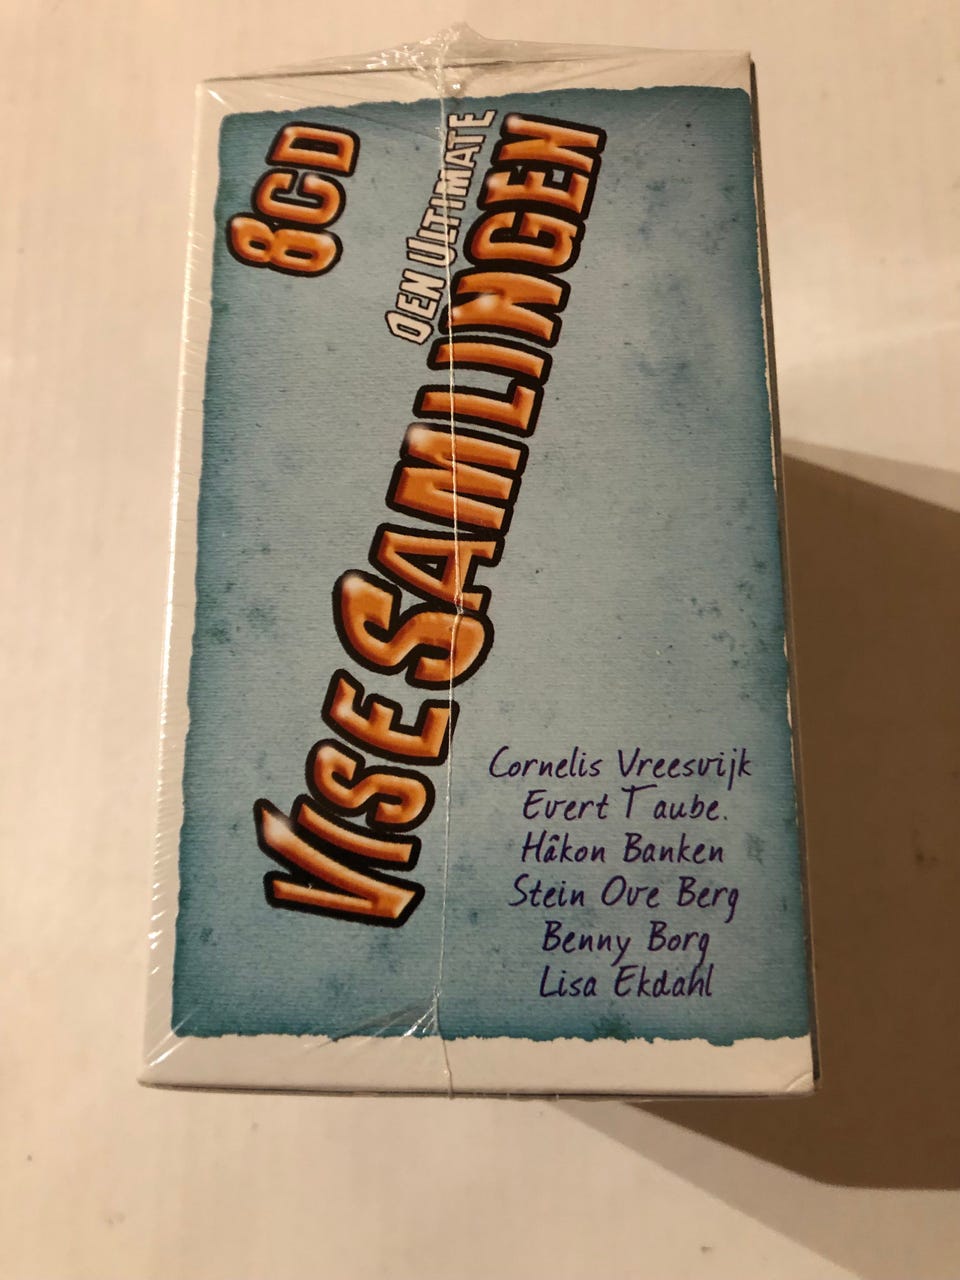 8CD
DEN ULTIMATE
VISESAMLINGEN
Cornelis Vreesvijk
Evert Taube.
Håkon Banken
Stein Ove Berg
Benny Borg
Lisa Ekdahl